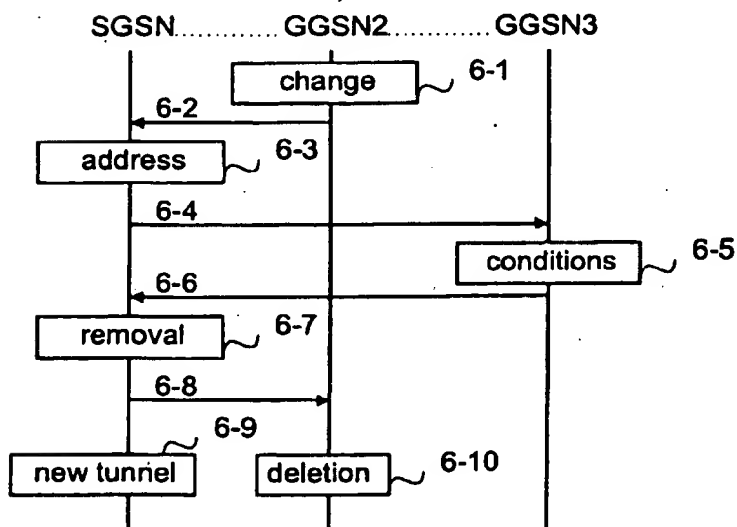 SGSN............GGSN2............GGSN3
change 6-1
6-2
address 6-3
6-4
conditions 6-5
6-6
removal 6-7
6-8
6-9
new tunnel deletion 6-10